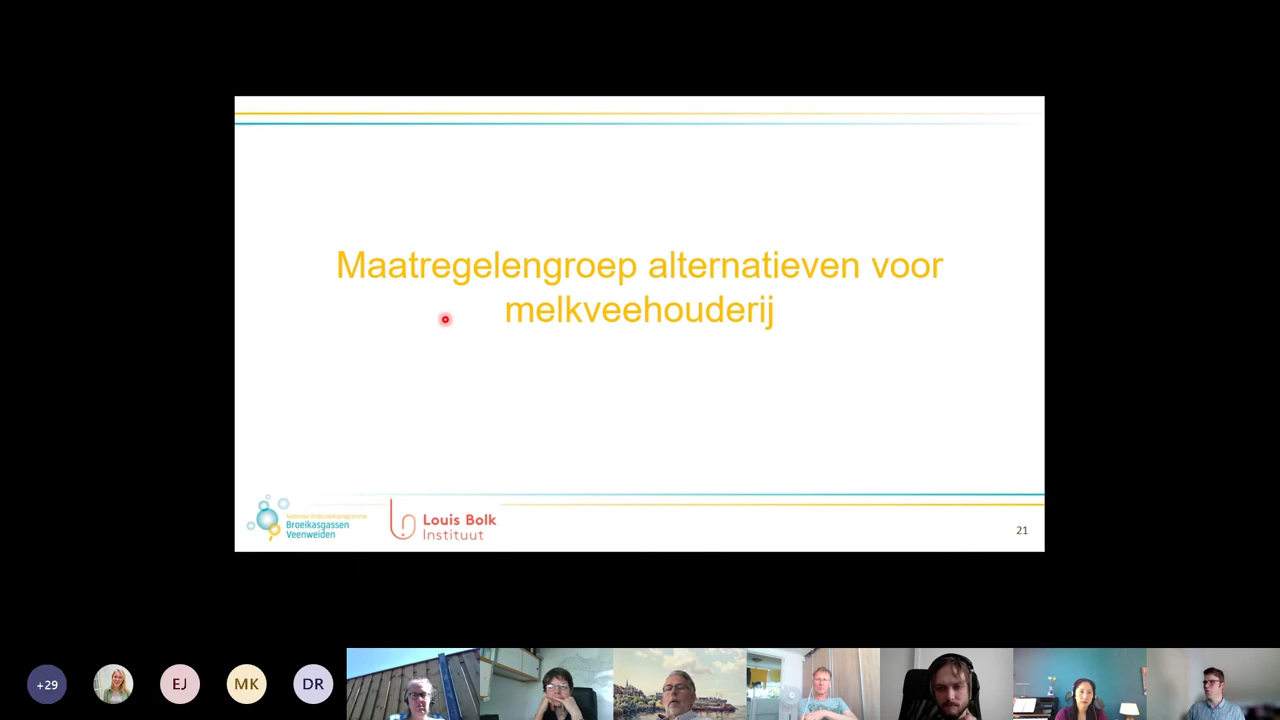 Maatregelengroep alternatieven voor
melkveehouderij
Broeikasgassen
Veenweiden
Louis Bolk
Instituut
21
+29
EJ
MK
DR